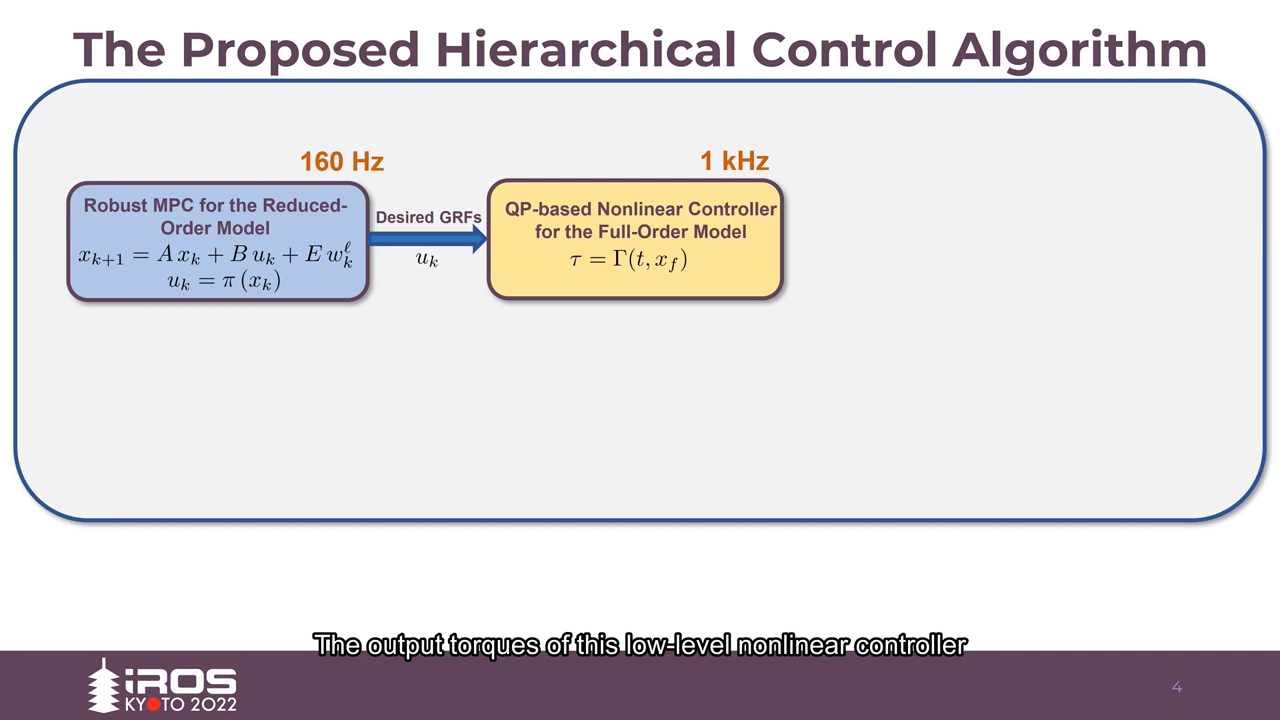 The Proposed Hierarchical Control Algorithm
160 Hz
1 kHz
Robust MPC for the Reduced-
Order Model
x_{k+1} = A x_k + B u_k + E w_k^ℓ
u_k = π (x_k)
Desired GRFs
u_k
QP-based Nonlinear Controller
for the Full-Order Model
τ = Γ(t, x_f)
The output torques of this low-level nonlinear controller
iROS
KYOTO 2022
4